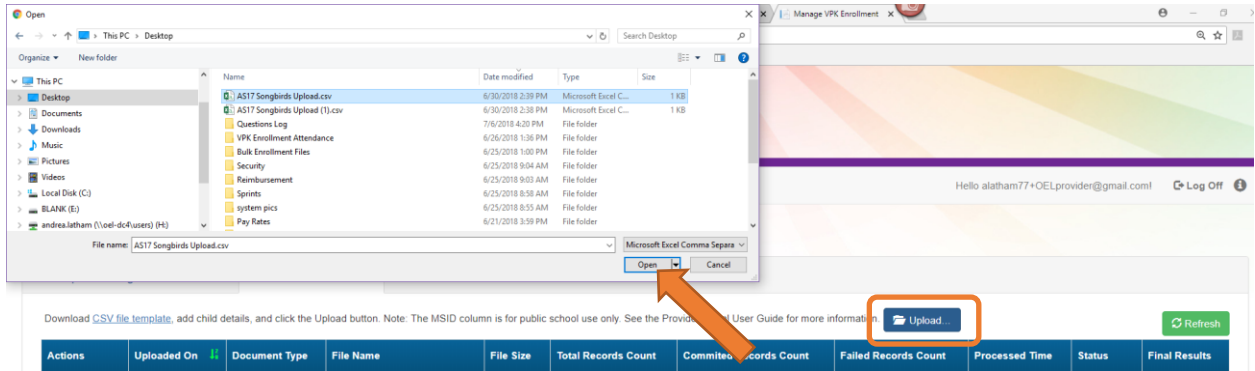 Open
Manage VPK Enrollment
This PC > Desktop
Search Desktop
Organize
New folder
This PC
Desktop
Documents
Downloads
Music
Pictures
Videos
Local Disk (C:)
BLANK (E:)
andrea.latham (\\oel-dc4\users) (H:)
Name Date modified Type Size
AS17 Songbirds Upload.csv 6/30/2018 2:39 PM Microsoft Excel C... 1 KB
AS17 Songbirds Upload (1).csv 6/30/2018 2:38 PM Microsoft Excel C... 1 KB
Questions Log 7/6/2018 4:20 PM File folder
VPK Enrollment Attendance 6/26/2018 1:36 PM File folder
Bulk Enrollment Files 6/25/2018 1:00 PM File folder
Security 6/25/2018 9:04 AM File folder
Reimbursement 6/25/2018 9:03 AM File folder
Sprints 6/25/2018 8:58 AM File folder
system pics 6/25/2018 8:55 AM File folder
Pay Rates 6/21/2018 3:59 PM File folder
File name: AS17 Songbirds Upload.csv
Microsoft Excel Comma Separa
Open
Cancel
Hello alatham77+OELprovider@gmail.com!
Log Off
Download CSV file template, add child details, and click the Upload button. Note: The MSID column is for public school use only. See the Provide User Guide for more information.
Upload...
Refresh
Actions Uploaded On Document Type File Name File Size Total Records Count Commited Records Count Failed Records Count Processed Time Status Final Results